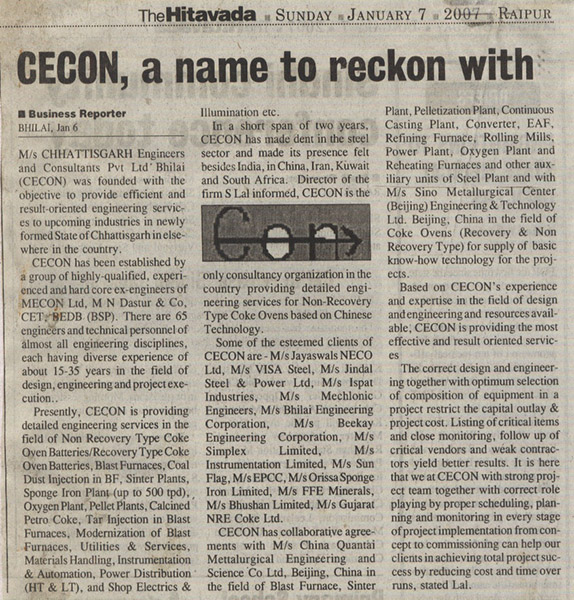 The Hitavada ■ SUNDAY ■ JANUARY 7 ■ 2007 RAIPUR
CECON, a name to reckon with
■ Business Reporter
BHILAI, Jan 6
M/s CHHATTISGARH Engineers
and Consultants Pvt Ltd' Bhilai
(CECON) was founded with the
objective to provide efficient and
result-oriented engineering servic-
es to upcoming industries in newly
formed State of Chhattisgarh in else-
where in the country.
CECON has been established by
a group of highly-qualified, experi-
enced and hard core ex-engineers of
MECON Ltd, M N Dastur & Co,
CET, SEDB (BSP). There are 65
engineers and technical personnel of
almost all engineering disciplines,
each having diverse experience of
about 15-35 years in the field of
design, engineering and project exe-
cution..
Presently, CECON is providing
detailed engineering services in the
field of Non Recovery Type Coke
Oven Batteries/Recovery Type Coke
Oven Batteries, Blast Furnaces, Coal
Dust Injection in BF, Sinter Plants,
Sponge Iron Plant (up to 500 tpd),
Oxygen Plant, Pellet Plants, Calcined
Petro Coke, Tar Injection in Blast
Furnaces, Modernization of Blast
Furnaces, Utilities & Services,
Materials Handling, Instrumentation
& Automation, Power Distribution
(HT & LT), and Shop Electrics &
Illumination etc.
In a short span of two years,
CECON has made dent in the steel
sector and made its presence felt
besides India, in China, Iran, Kuwait
and South Africa. Director of the
firm S Lal informed, CECON is the
Con
only consultancy organization in the
country providing detailed engi-
neering services for Non-Recovery
Type Coke Ovens based on Chinese
Technology.
Some of the esteemed clients of
CECON are - M/s Jayaswals NECO
Ltd, M/s VISA Steel, M/s Jindal
Steel & Power Ltd, M/s Ispat
Industries, M/s Mechlonic
Engineers, M/s Bhilai Engineering
Corporation, M/s Beekay
Engineering Corporation, M/s
Simplex Limited, M/s
Instrumentation Limited, M/s Sun
Flag, M/s EPCC, M/s Orissa Sponge
Iron Limited, M/s FFE Minerals,
M/s Bhushan Limited, M/s Gujarat
NRE Coke Ltd.
CECON has collaborative agree-
ments with M/s China Quantai
Mettalurgical Engineering and
Science Co Ltd, Beijing, China in
the field of Blast Furnace, Sinter
Plant, Pelletization Plant, Continuous
Casting Plant, Converter, EAF,
Refining Furnace, Rolling Mills,
Power Plant, Oxygen Plant and
Reheating Furnaces and other aux-
iliary units of Steel Plant and with
M/s Sino Metallurgical Center
(Beijing) Engineering & Technology
Ltd. Beijing, China in the field of
Coke Ovens (Recovery & Non
Recovery Type) for supply of basic
know-how technology for the proj-
ects.
Based on CECON's experience
and expertise in the field of design
and engineering and resources avail-
able, CECON is providing the most
effective and result oriented servic-
es
The correct design and engineer-
ing together with optimum selection
of composition of equipment in a
project restrict the capital outlay &
project cost. Listing of critical items
and close monitoring, follow up of
critical vendors and weak contrac-
tors yield better results. It is here
that we at CECON with strong proj-
ect team together with correct role
playing by proper scheduling, plan-
ning and monitoring in every stage
of project implementation from con-
cept to commissioning can help our
clients in achieving total project suc-
cess by reducing cost and time over
runs, stated Lal.